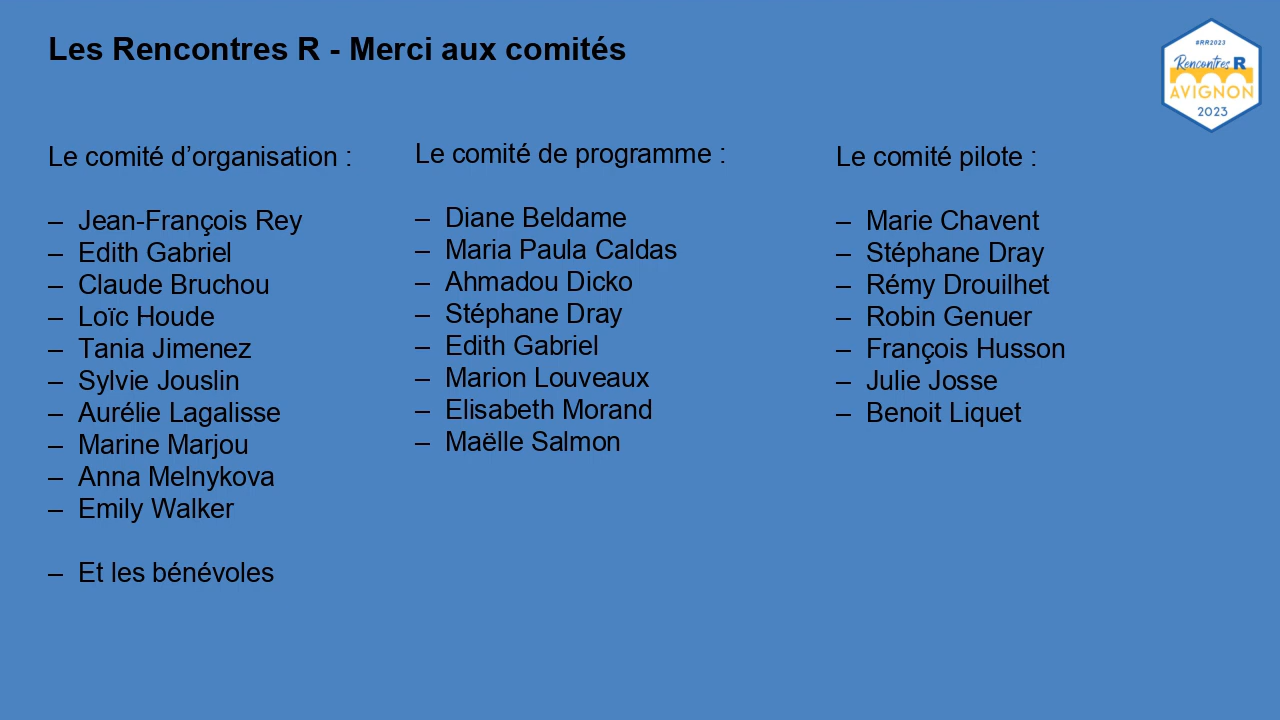 Les Rencontres R - Merci aux comités
#RR2023
Rencontres R
AVIGNON
2023
Le comité d’organisation :
– Jean-François Rey
– Edith Gabriel
– Claude Bruchou
– Loïc Houde
– Tania Jimenez
– Sylvie Jouslin
– Aurélie Lagalisse
– Marine Marjou
– Anna Melnykova
– Emily Walker
– Et les bénévoles
Le comité de programme :
– Diane Beldame
– Maria Paula Caldas
– Ahmadou Dicko
– Stéphane Dray
– Edith Gabriel
– Marion Louveaux
– Elisabeth Morand
– Maëlle Salmon
Le comité pilote :
– Marie Chavent
– Stéphane Dray
– Rémy Drouilhet
– Robin Genuer
– François Husson
– Julie Josse
– Benoit Liquet